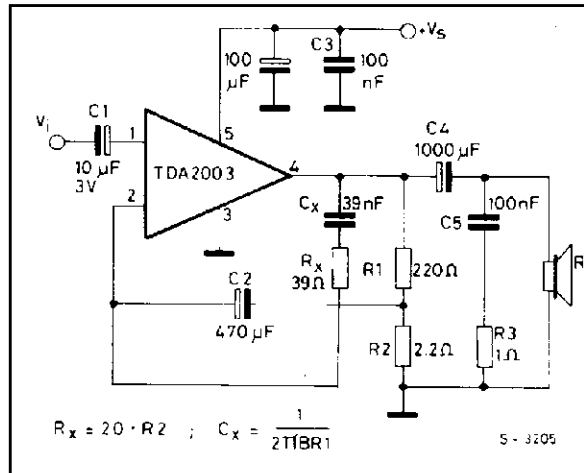 +Vs
C3
100
µF
100
nF
Vi
C1
10 µF
3V
1
2
5
TDA2003
4
3
C4
1000 µF
Cx
39nF
100nF
C5
Rx
39Ω
R1
220Ω
C2
470 µF
R2
2.2Ω
R3
1Ω
R
Rx = 20 · R2 ; Cx = 1 / 2πBR1
S - 3205